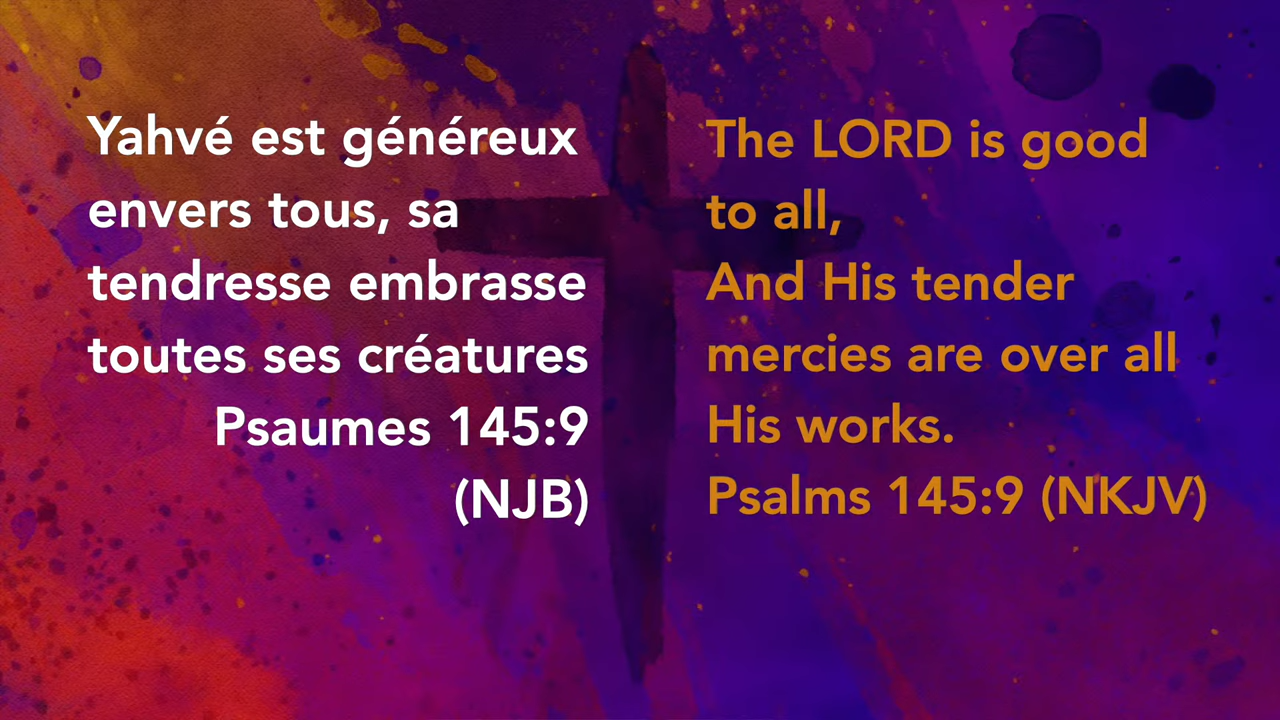 Yahvé est généreux
envers tous, sa
tendresse embrasse
toutes ses créatures
Psaumes 145:9
(NJB)
The LORD is good
to all,
And His tender
mercies are over all
His works.
Psalms 145:9 (NKJV)